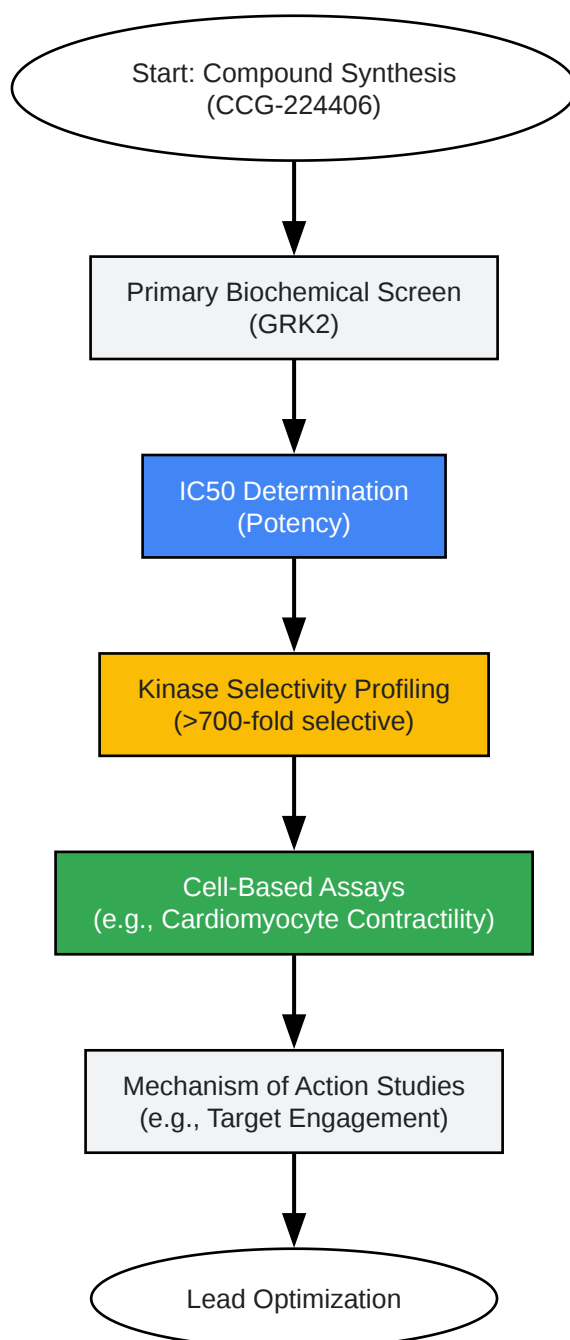 Start: Compound Synthesis
(CCG-224406)
Primary Biochemical Screen
(GRK2)
IC50 Determination
(Potency)
Kinase Selectivity Profiling
(>700-fold selective)
Cell-Based Assays
(e.g., Cardiomyocyte Contractility)
Mechanism of Action Studies
(e.g., Target Engagement)
Lead Optimization